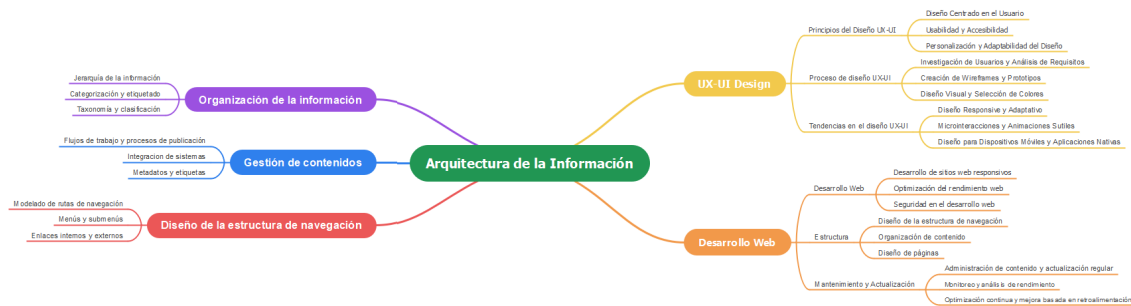 Arquitectura de la Información
Organización de la información
Jerarquía de la información
Categorización y etiquetado
Taxonomía y clasificación
Gestión de contenidos
Flujos de trabajo y procesos de publicación
Integracion de sistemas
Metadatos y etiquetas
Diseño de la estructura de navegación
Modelado de rutas de navegación
Menús y submenús
Enlaces internos y externos
UX-UI Design
Principios del Diseño UX-UI
Diseño Centrado en el Usuario
Usabilidad y Accesibilidad
Personalización y Adaptabilidad del Diseño
Proceso de diseño UX-UI
Investigación de Usuarios y Análisis de Requisitos
Creación de Wireframes y Prototipos
Diseño Visual y Selección de Colores
Tendencias en el diseño UX-UI
Diseño Responsive y Adaptativo
Microinteracciones y Animaciones Sutiles
Diseño para Dispositivos Móviles y Aplicaciones Nativas
Desarrollo Web
Desarrollo Web
Desarrollo de sitios web responsivos
Optimización del rendimiento web
Seguridad en el desarrollo web
Estructura
Diseño de la estructura de navegación
Organización de contenido
Diseño de páginas
Mantenimiento y Actualización
Administración de contenido y actualización regular
Monitoreo y análisis de rendimiento
Optimización continua y mejora basada en retroalimentación